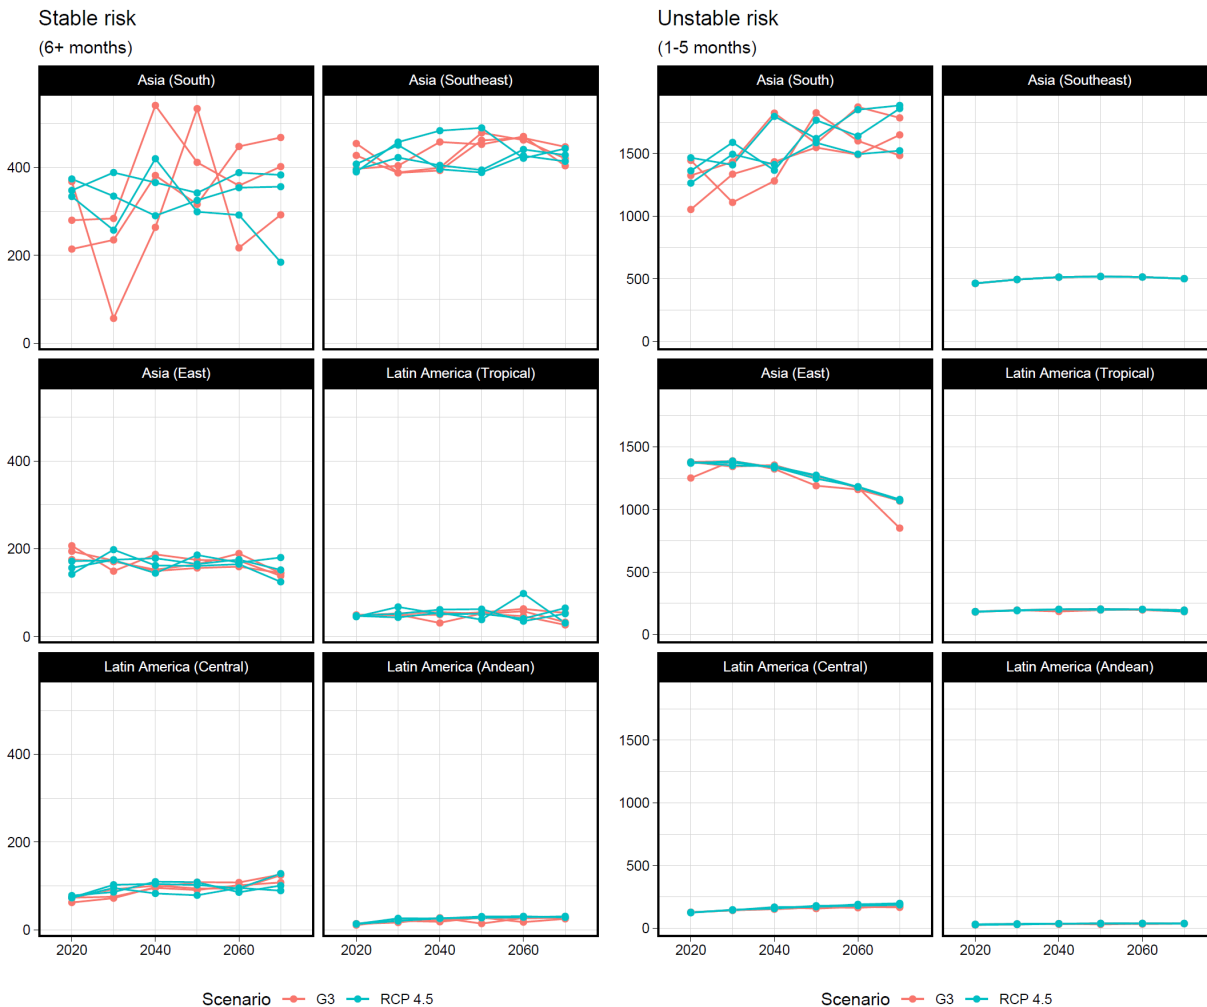 Stable risk
(6+ months)
Asia (South)
Asia (Southeast)
400
200
0
Asia (East)
Latin America (Tropical)
400
200
0
Latin America (Central)
Latin America (Andean)
400
200
0
2020 2040 2060 2020 2040 2060
Scenario G3 RCP 4.5
Unstable risk
(1-5 months)
Asia (South)
Asia (Southeast)
1500
1000
500
0
Asia (East)
Latin America (Tropical)
1500
1000
500
0
Latin America (Central)
Latin America (Andean)
1500
1000
500
0
2020 2040 2060 2020 2040 2060
Scenario G3 RCP 4.5